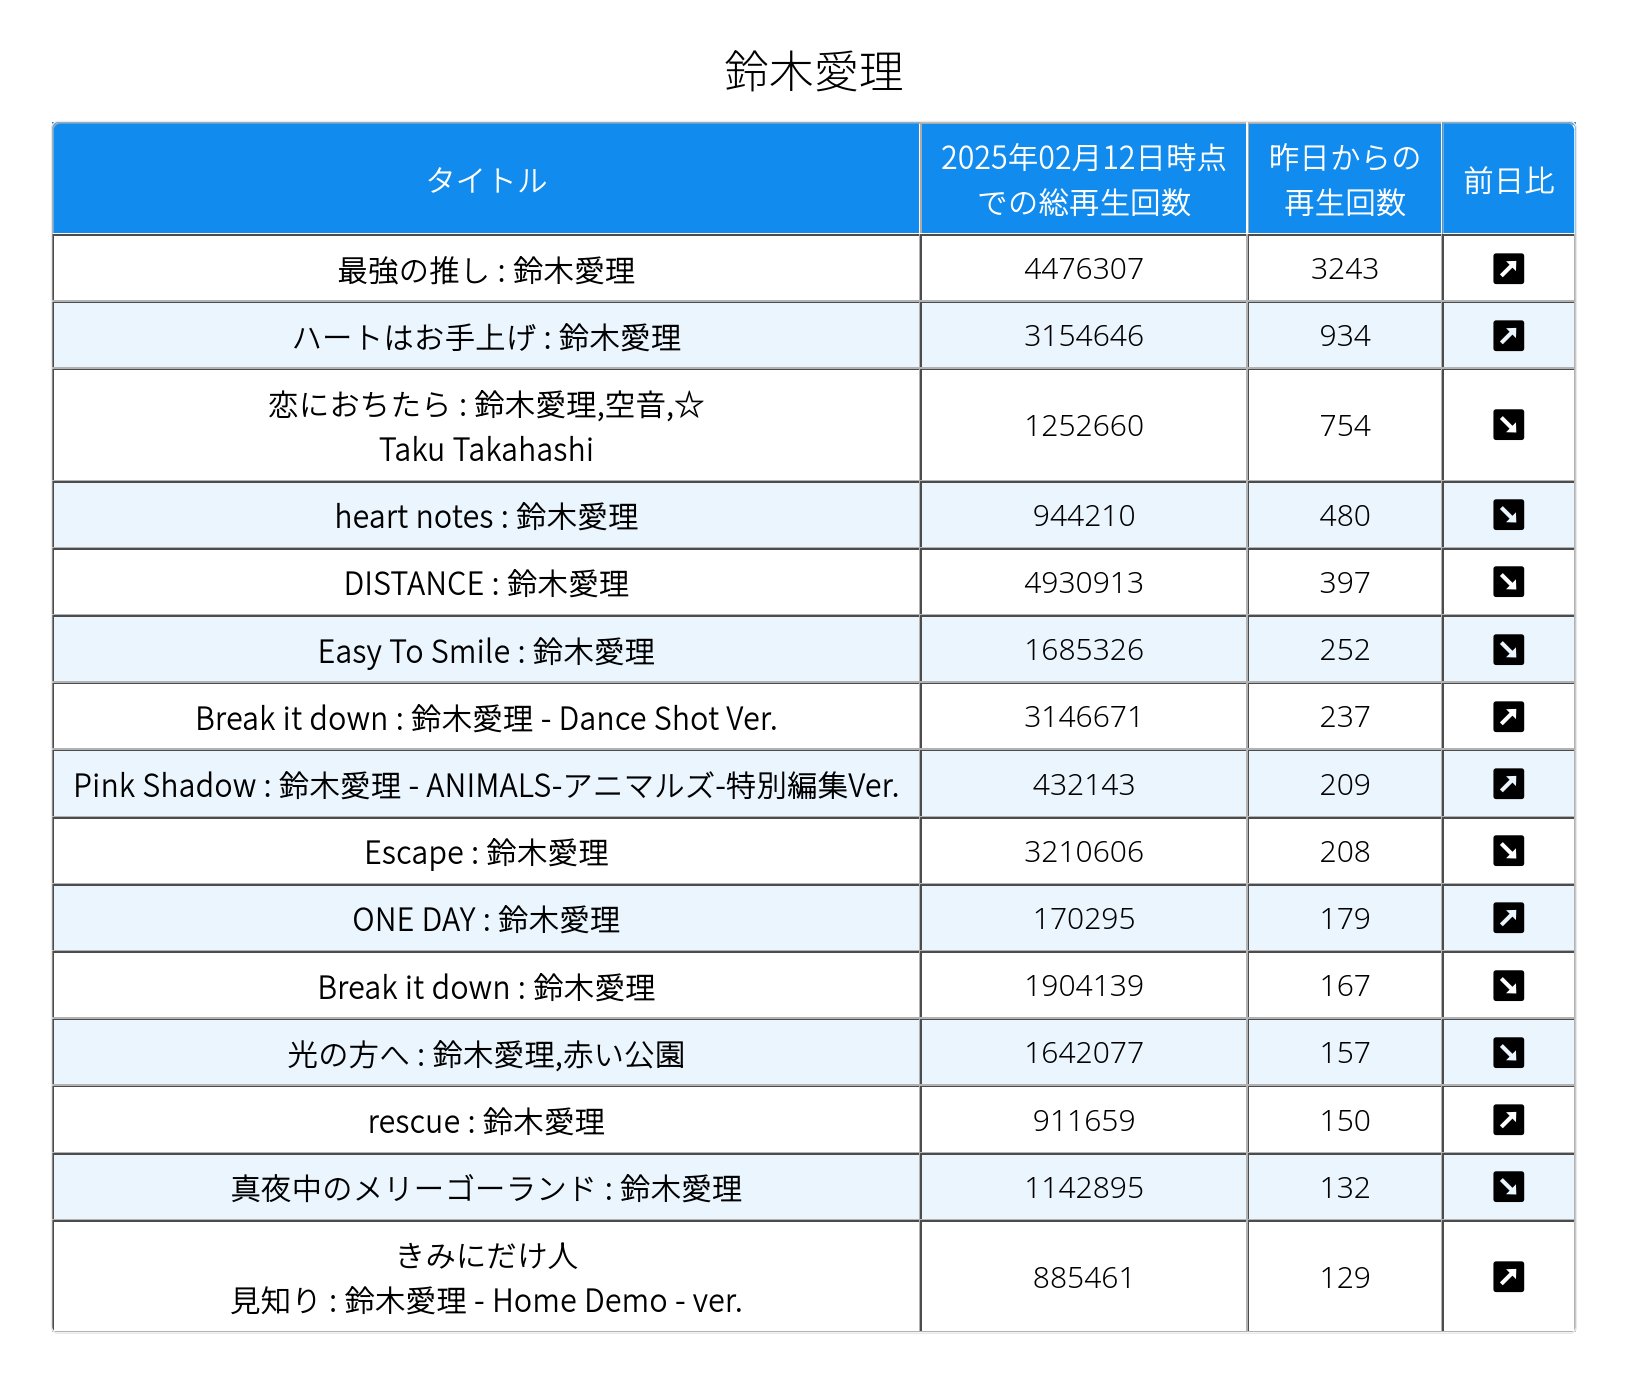 鈴木愛理
タイトル
2025年02月12日時点
での総再生回数
昨日からの
再生回数
前日比
最強の推し : 鈴木愛理 4476307 3243
ハートはお手上げ : 鈴木愛理 3154646 934
恋におちたら : 鈴木愛理,空音,☆
Taku Takahashi
1252660 754
heart notes : 鈴木愛理 944210 480
DISTANCE : 鈴木愛理 4930913 397
Easy To Smile : 鈴木愛理 1685326 252
Break it down : 鈴木愛理 - Dance Shot Ver. 3146671 237
Pink Shadow : 鈴木愛理 - ANIMALS-アニマルズ-特別編集Ver. 432143 209
Escape : 鈴木愛理 3210606 208
ONE DAY : 鈴木愛理 170295 179
Break it down : 鈴木愛理 1904139 167
光の方へ : 鈴木愛理,赤い公園 1642077 157
rescue : 鈴木愛理 911659 150
真夜中のメリーゴーランド : 鈴木愛理 1142895 132
きみにだけ人
見知り : 鈴木愛理 - Home Demo - ver.
885461 129